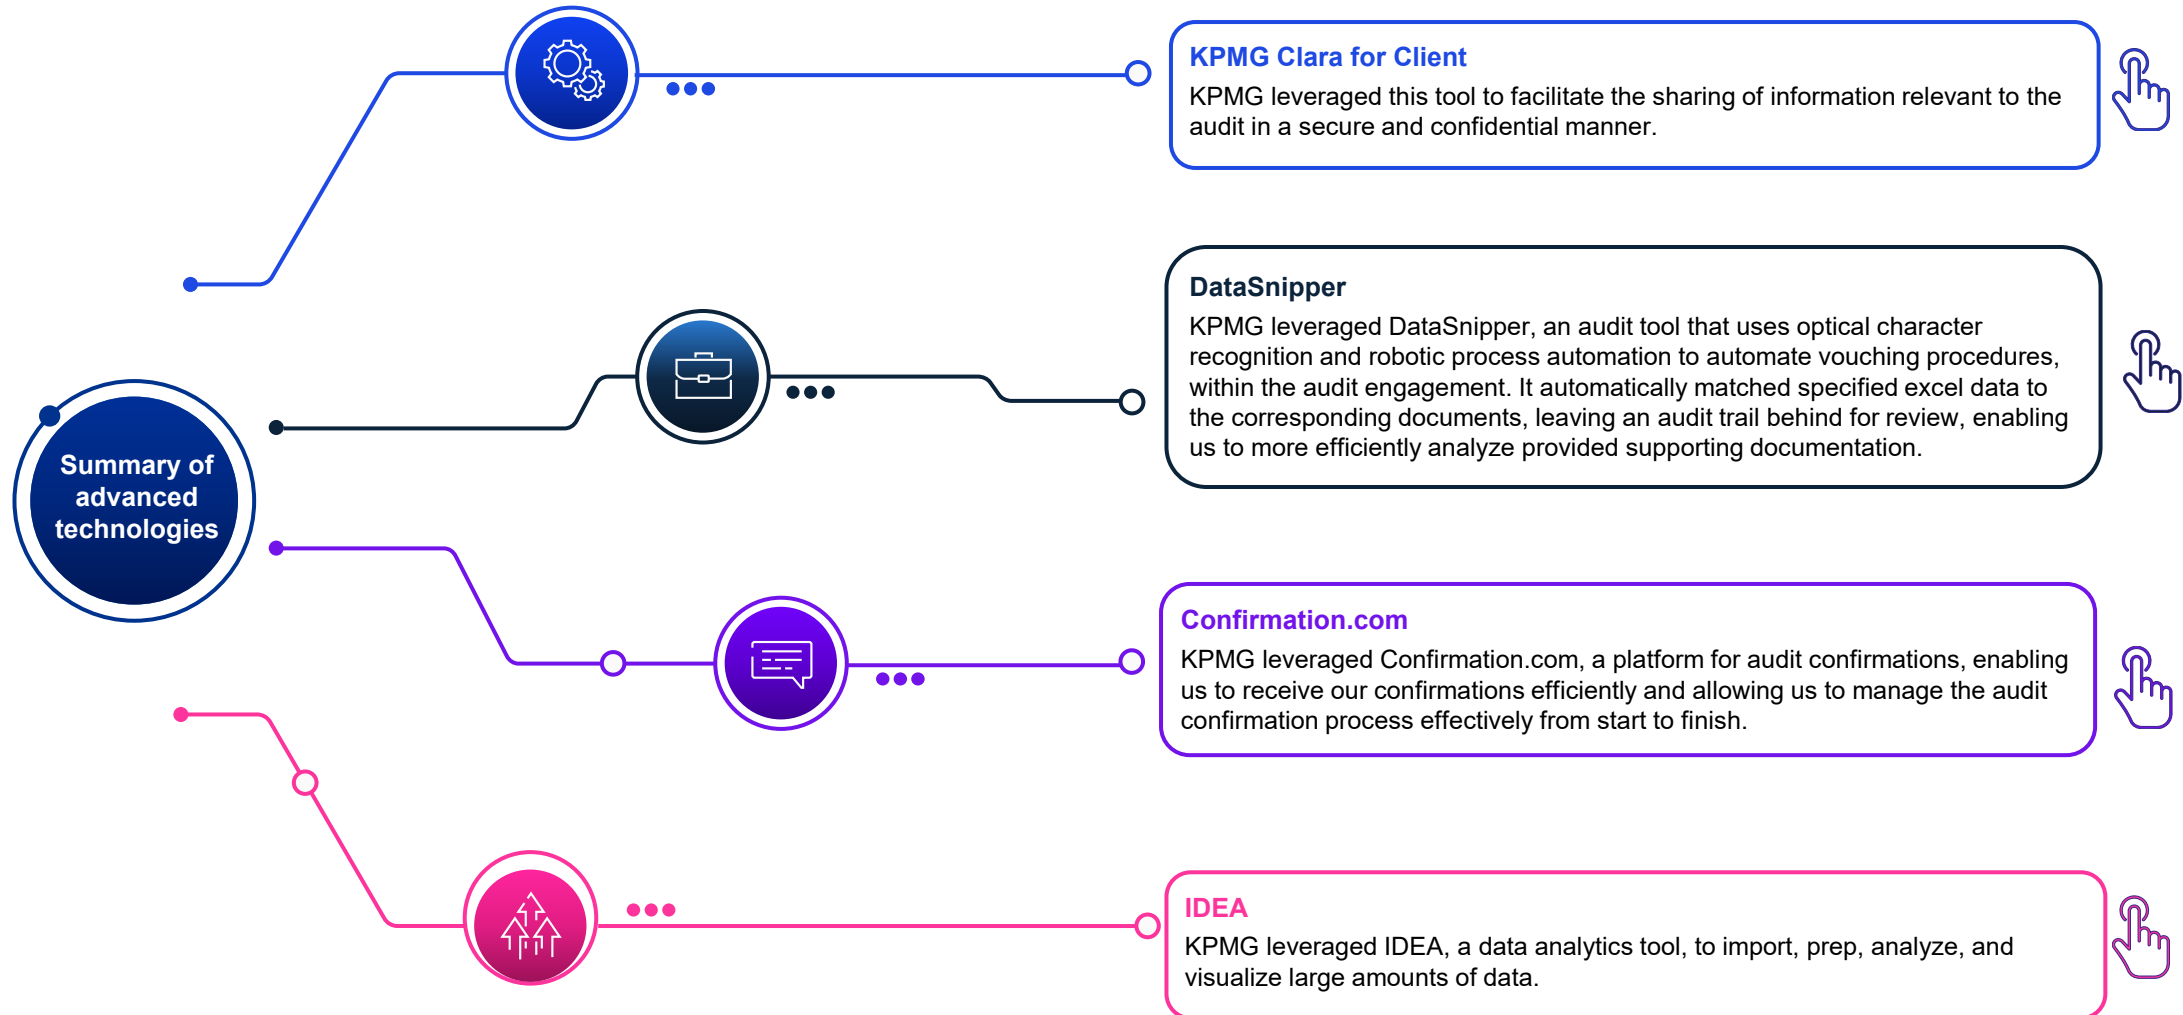 KPMG Clara for Client
KPMG leveraged this tool to facilitate the sharing of information relevant to the
audit in a secure and confidential manner.
DataSnipper
KPMG leveraged DataSnipper, an audit tool that uses optical character
recognition and robotic process automation to automate vouching procedures,
within the audit engagement. It automatically matched specified excel data to
the corresponding documents, leaving an audit trail behind for review, enabling
us to more efficiently analyze provided supporting documentation.
Summary of
advanced
technologies
Confirmation.com
KPMG leveraged Confirmation.com, a platform for audit confirmations, enabling
us to receive our confirmations efficiently and allowing us to manage the audit
confirmation process effectively from start to finish.
IDEA
KPMG leveraged IDEA, a data analytics tool, to import, prep, analyze, and
visualize large amounts of data.